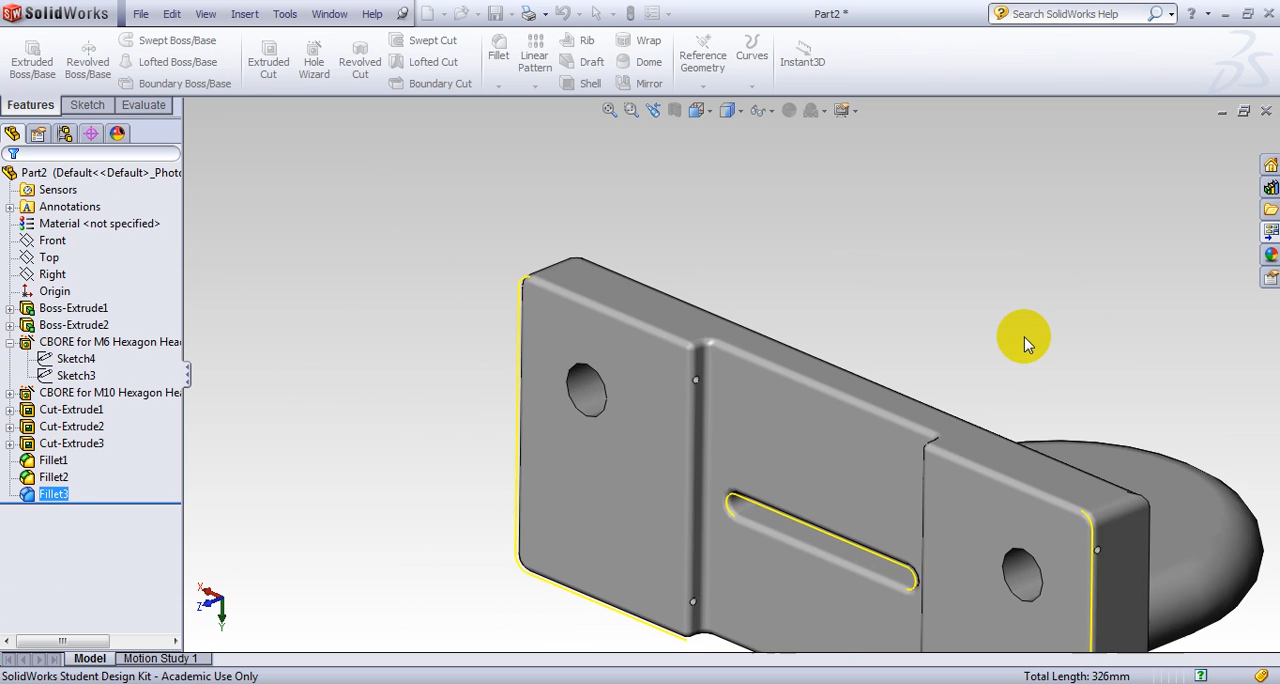 SolidWorks File Edit View Insert Tools Window Help Part2 * Search SolidWorks Help
Extruded Boss/Base
Revolved Boss/Base
Swept Boss/Base
Lofted Boss/Base
Boundary Boss/Base
Extruded Cut
Hole Wizard
Revolved Cut
Swept Cut
Lofted Cut
Boundary Cut
Fillet
Linear Pattern
Rib
Draft
Shell
Wrap
Dome
Mirror
Reference Geometry
Curves
Instant3D
Features Sketch Evaluate
Part2 (Default<<Default>_Photo
Sensors
Annotations
Material <not specified>
Front
Top
Right
Origin
Boss-Extrude1
Boss-Extrude2
CBORE for M6 Hexagon Hea
Sketch4
Sketch3
CBORE for M10 Hexagon He
Cut-Extrude1
Cut-Extrude2
Cut-Extrude3
Fillet1
Fillet2
Fillet3
X
Z
Y
Model Motion Study 1
SolidWorks Student Design Kit - Academic Use Only Total Length: 326mm